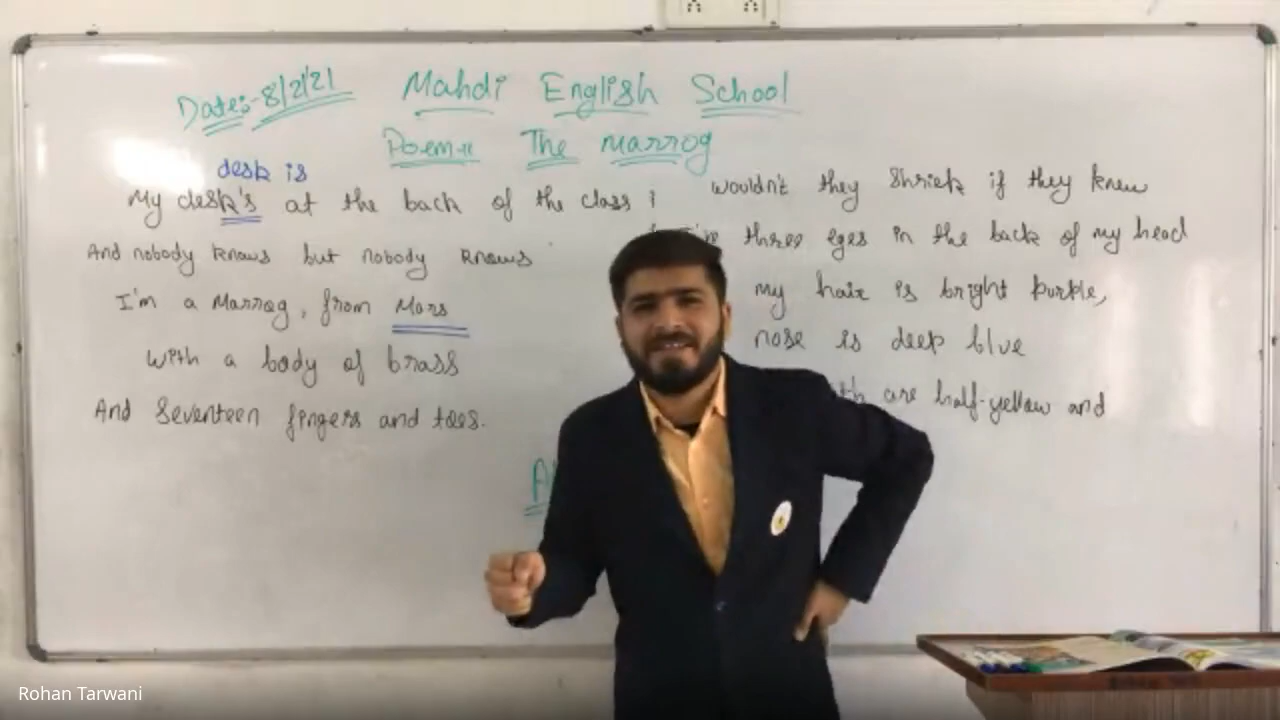 Date:- 8/2/21
Mahdi English School
Poem :- The marrog
desk is
My desk's at the back of the class
And nobody knows but nobody knows
I'm a Marrog, from Mars
With a body of brass
And Seventeen fingers and toes.
wouldn't they Shriek if they knew
three eyes in the back of my head
my hair is bright purple,
nose is deep blue
are half-yellow and
Rohan Tarwani